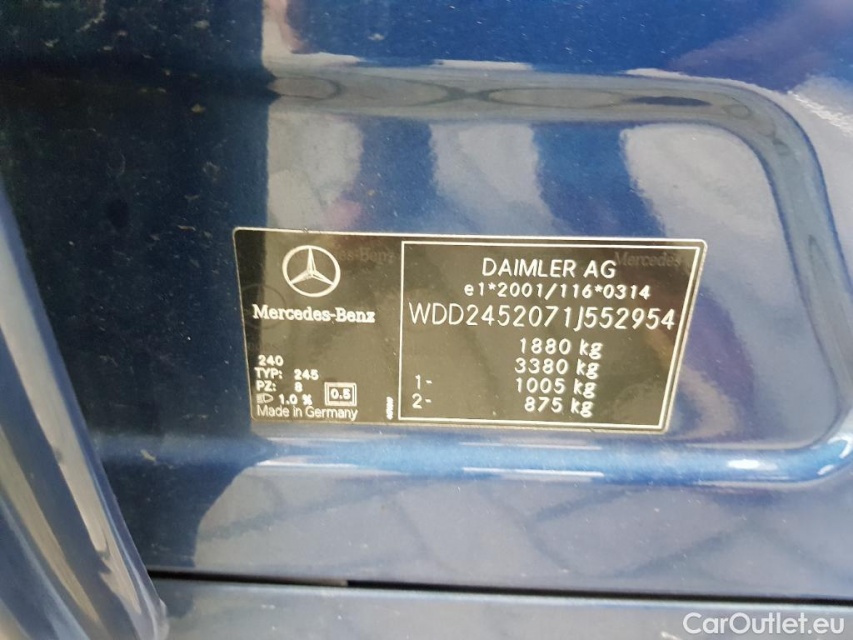 Mercedes-Benz
240
TYP: 245
PZ: 8
1.0 % 0.5
Made in Germany
DAIMLER AG
e1*2001/116*0314
WDD2452071J552954
1880 kg
3380 kg
1- 1005 kg
2- 875 kg
CarOutlet.eu